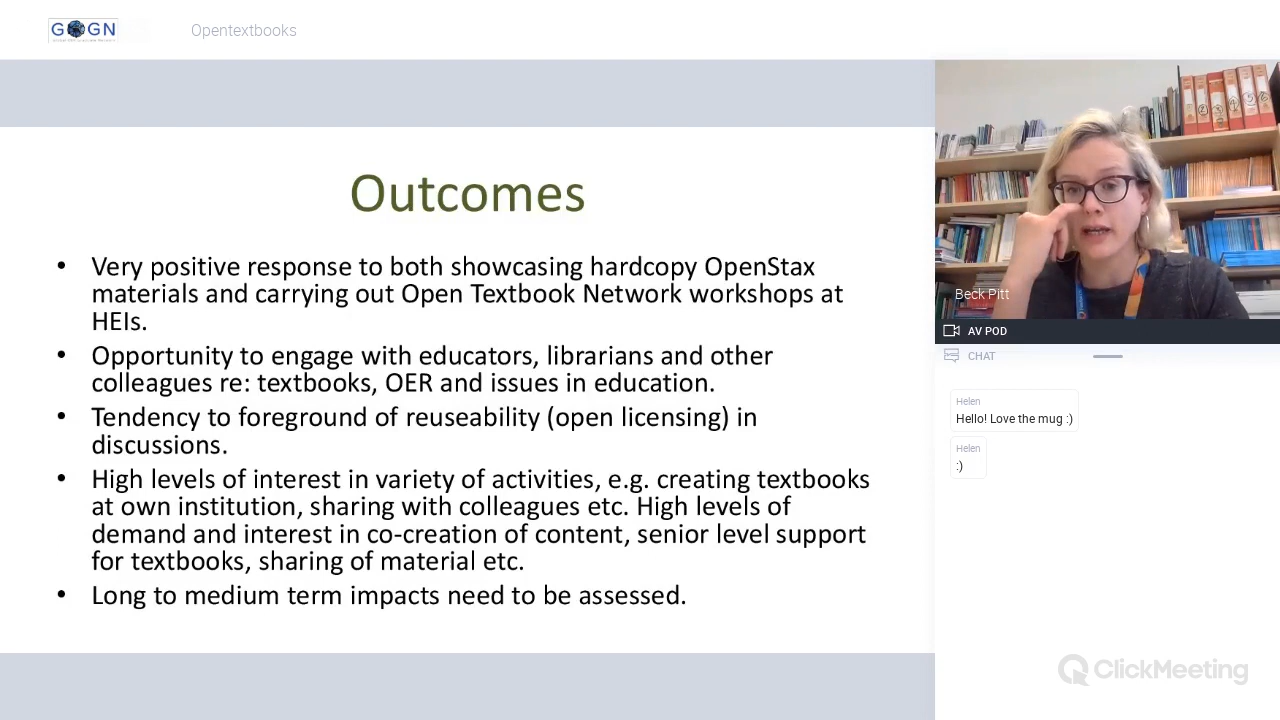 GOGN
Opentextbooks
Outcomes
• Very positive response to both showcasing hardcopy OpenStax
materials and carrying out Open Textbook Network workshops at
HEIs.
• Opportunity to engage with educators, librarians and other
colleagues re: textbooks, OER and issues in education.
• Tendency to foreground of reuseability (open licensing) in
discussions.
• High levels of interest in variety of activities, e.g. creating textbooks
at own institution, sharing with colleagues etc. High levels of
demand and interest in co-creation of content, senior level support
for textbooks, sharing of material etc.
• Long to medium term impacts need to be assessed.
Beck Pitt
AV POD
CHAT
Helen
Hello! Love the mug :)
Helen
:)
ClickMeeting